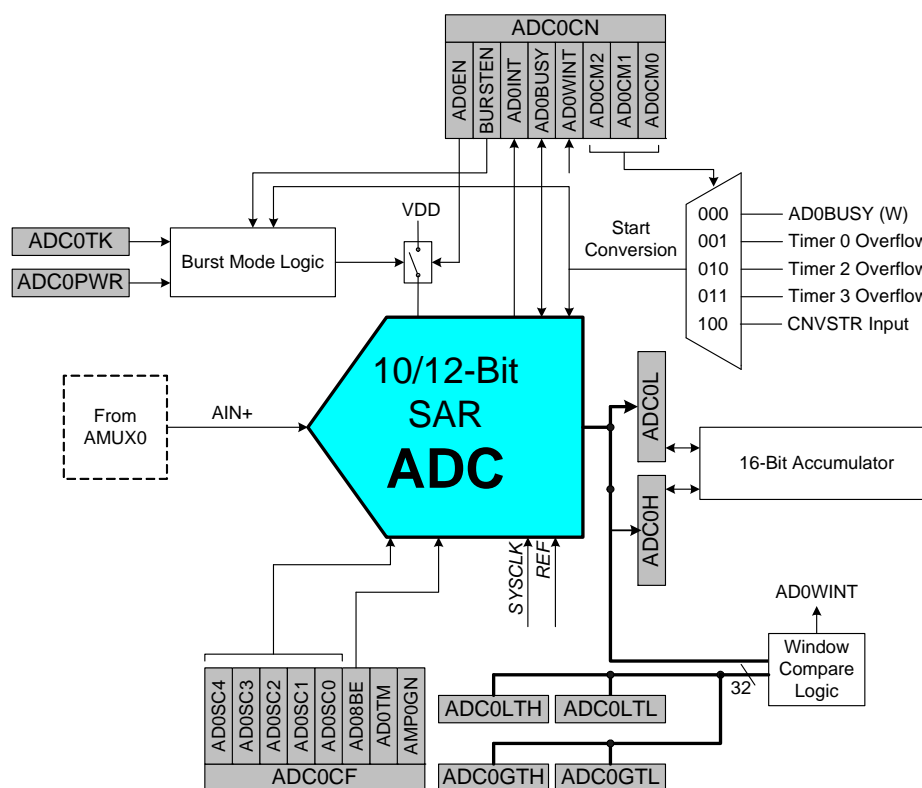 ADC0CN
AD0EN
BURSTEN
AD0INT
AD0BUSY
AD0WINT
AD0CM2
AD0CM1
AD0CM0
VDD
Start
Conversion
000
AD0BUSY (W)
001
Timer 0 Overflow
010
Timer 2 Overflow
011
Timer 3 Overflow
100
CNVSTR Input
ADC0TK
ADC0PWR
Burst Mode Logic
10/12-Bit
SAR
ADC
From
AMUX0
AIN+
ADC0L
ADC0H
16-Bit Accumulator
SYSCLK
REF
AD0WINT
Window
Compare
Logic
32
AD0SC4
AD0SC3
AD0SC2
AD0SC1
AD0SC0
AD08BE
AD0TM
AMP0GN
ADC0CF
ADC0LTH
ADC0LTL
ADC0GTH
ADC0GTL